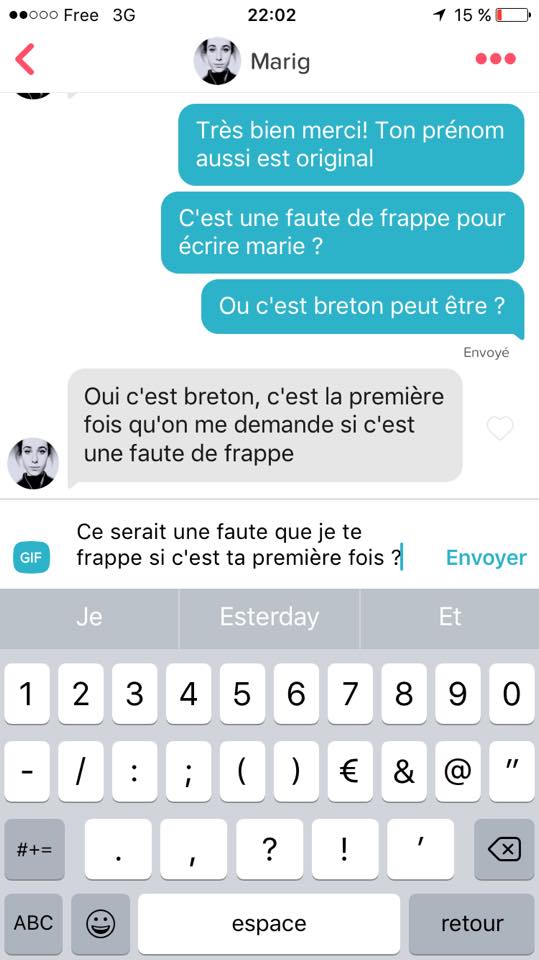 Free 3G 22:02 15 %
Marig
Très bien merci! Ton prénom
aussi est original
C'est une faute de frappe pour
écrire marie ?
Ou c'est breton peut être ?
Envoyé
Oui c'est breton, c'est la première
fois qu'on me demande si c'est
une faute de frappe
Ce serait une faute que je te
frappe si c'est ta première fois ?
GIF
Envoyer
Je Esterday Et
1 2 3 4 5 6 7 8 9 0
- / : ; ( ) € & @ "
#+= . , ? ! '
ABC espace retour